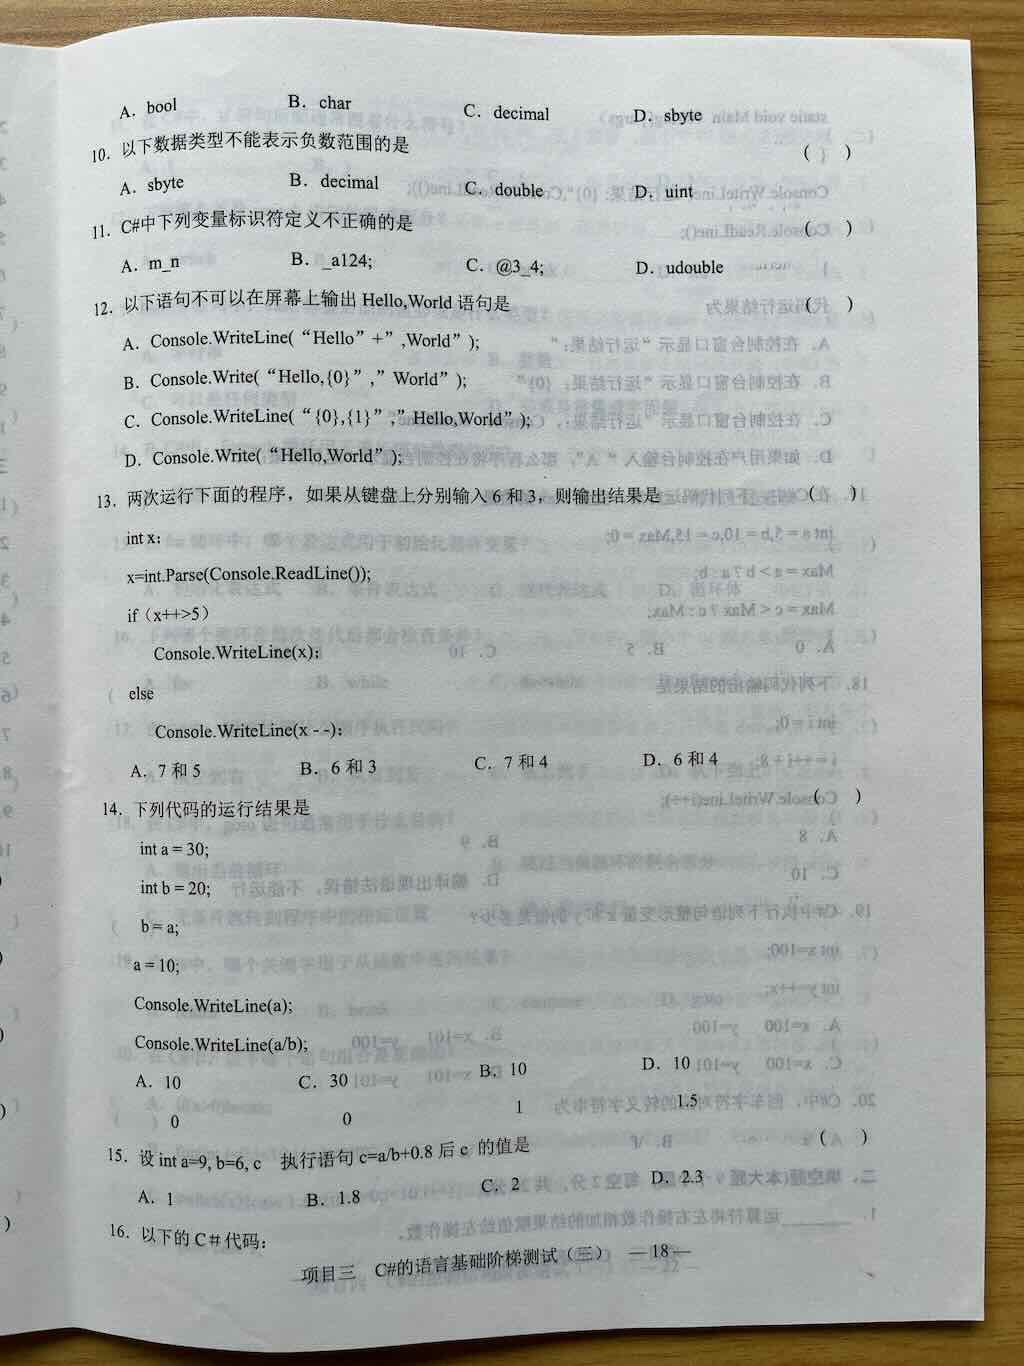 A. bool B. char C. decimal D. sbyte
10. 以下数据类型不能表示负数范围的是 ( )
A. sbyte B. decimal C. double D. uint
11. C#中下列变量标识符定义不正确的是 ( )
A. m_n B. _a124; C. @3_4; D. udouble
12. 以下语句不可以在屏幕上输出 Hello,World 语句是 ( )
A. Console.WriteLine(“Hello”+”,World”);
B. Console.Write(“Hello,{0}”,”World”);
C. Console.WriteLine(“{0},{1}”,”Hello,World”);
D. Console.Write(“Hello,World”);
13. 两次运行下面的程序，如果从键盘上分别输入 6 和 3，则输出结果是 ( )
int x;
x=int.Parse(Console.ReadLine());
if（x++>5）
Console.WriteLine(x);
else
Console.WriteLine(x - -);
A. 7 和 5 B. 6 和 3 C. 7 和 4 D. 6 和 4
14. 下列代码的运行结果是 ( )
int a = 30;
int b = 20;
b = a;
a = 10;
Console.WriteLine(a);
Console.WriteLine(a/b);
A. 10 C. 30 B. 10 D. 10
0 0 1 1.5
15. 设 int a=9, b=6, c 执行语句 c=a/b+0.8 后 c 的值是 ( )
A. 1 B. 1.8 C. 2 D. 2.3
16. 以下的 C＃代码：
项目三 C#的语言基础阶梯测试（三） —18—